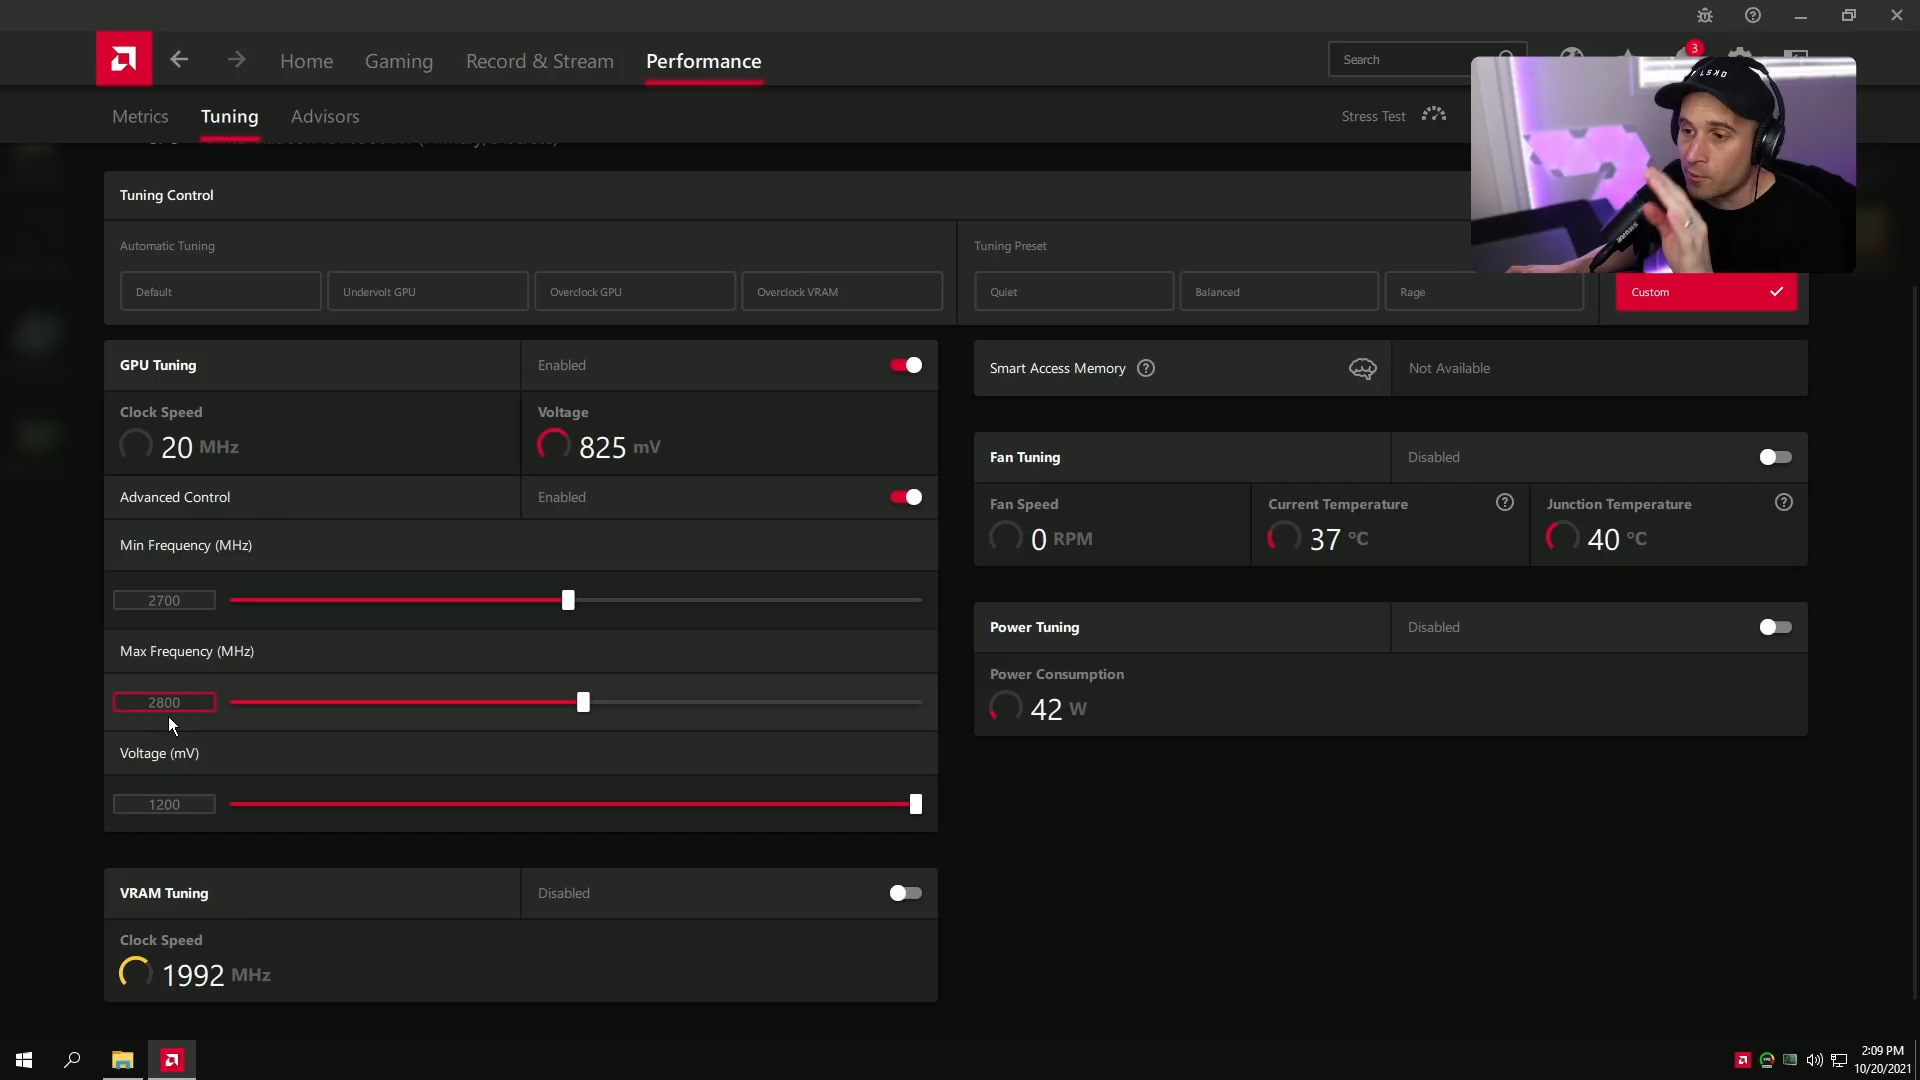 Home Gaming Record & Stream Performance Search 3
Metrics Tuning Advisors Stress Test
Tuning Control
Automatic Tuning Tuning Preset
Default Undervolt GPU Overclock GPU Overclock VRAM Quiet Balanced Rage Custom
GPU Tuning Enabled
Smart Access Memory ? Not Available
Clock Speed Voltage
20 MHz 825 mV
Fan Tuning Disabled
Advanced Control Enabled
Fan Speed Current Temperature ? Junction Temperature ?
0 RPM 37 °C 40 °C
Min Frequency (MHz)
2700
Power Tuning Disabled
Max Frequency (MHz)
Power Consumption
2800
42 W
Voltage (mV)
1200
VRAM Tuning Disabled
Clock Speed
1992 MHz
2:09 PM
10/20/2021